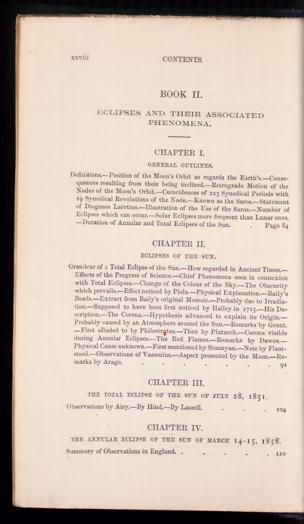 xxviii CONTENTS.
BOOK II.
ECLIPSES AND THEIR ASSOCIATED
PHENOMENA.
CHAPTER I.
GENERAL OUTLINES.
Definitions.—Position of the Moon's Orbit as regards the Earth's.—Conse-
quences resulting from their being inclined.—Retrograde Motion of the
Nodes of the Moon's Orbit.—Coincidences of 223 Synodical Periods with
19 Synodical Revolutions of the Node.—Known as the Saros.—Statement
of Diogenes Laërtius.—Illustration of the Use of the Saros.—Number of
Eclipses which can occur.—Solar Eclipses more frequent than Lunar ones.
—Duration of Annular and Total Eclipses of the Sun. . Page 84
CHAPTER II.
ECLIPSES OF THE SUN.
Grandeur of a Total Eclipse of the Sun.—How regarded in Ancient Times.—
Effects of the Progress of Science.—Chief Phenomena seen in connexion
with Total Eclipses.—Change of the Colour of the Sky.—The Obscurity
which prevails.—Effect noticed by Piola.—Physical Explanation.—Baily's
Beads.—Extract from Baily's original Memoir.—Probably due to Irradia-
tion.—Supposed to have been first noticed by Halley in 1715.—His De-
scription.—The Corona.—Hypothesis advanced to explain its Origin.—
Probably caused by an Atmosphere around the Sun.—Remarks by Grant.
—First alluded to by Philostratus.—Then by Plutarch.—Corona visible
during Annular Eclipses.—The Red Flames.—Remarks by Dawes.—
Physical Cause unknown.—First mentioned by Stannyan.—Note by Flam-
steed.—Observations of Vassenius.—Aspect presented by the Moon.—Re-
marks by Arago. . . . . . . 91
CHAPTER III.
THE TOTAL ECLIPSE OF THE SUN OF JULY 28, 1851.
Observations by Airy.—By Hind.—By Lassell. . . . . 104
CHAPTER IV.
THE ANNULAR ECLIPSE OF THE SUN OF MARCH 14-15, 1858.
Summary of Observations in England. . . . . . 110